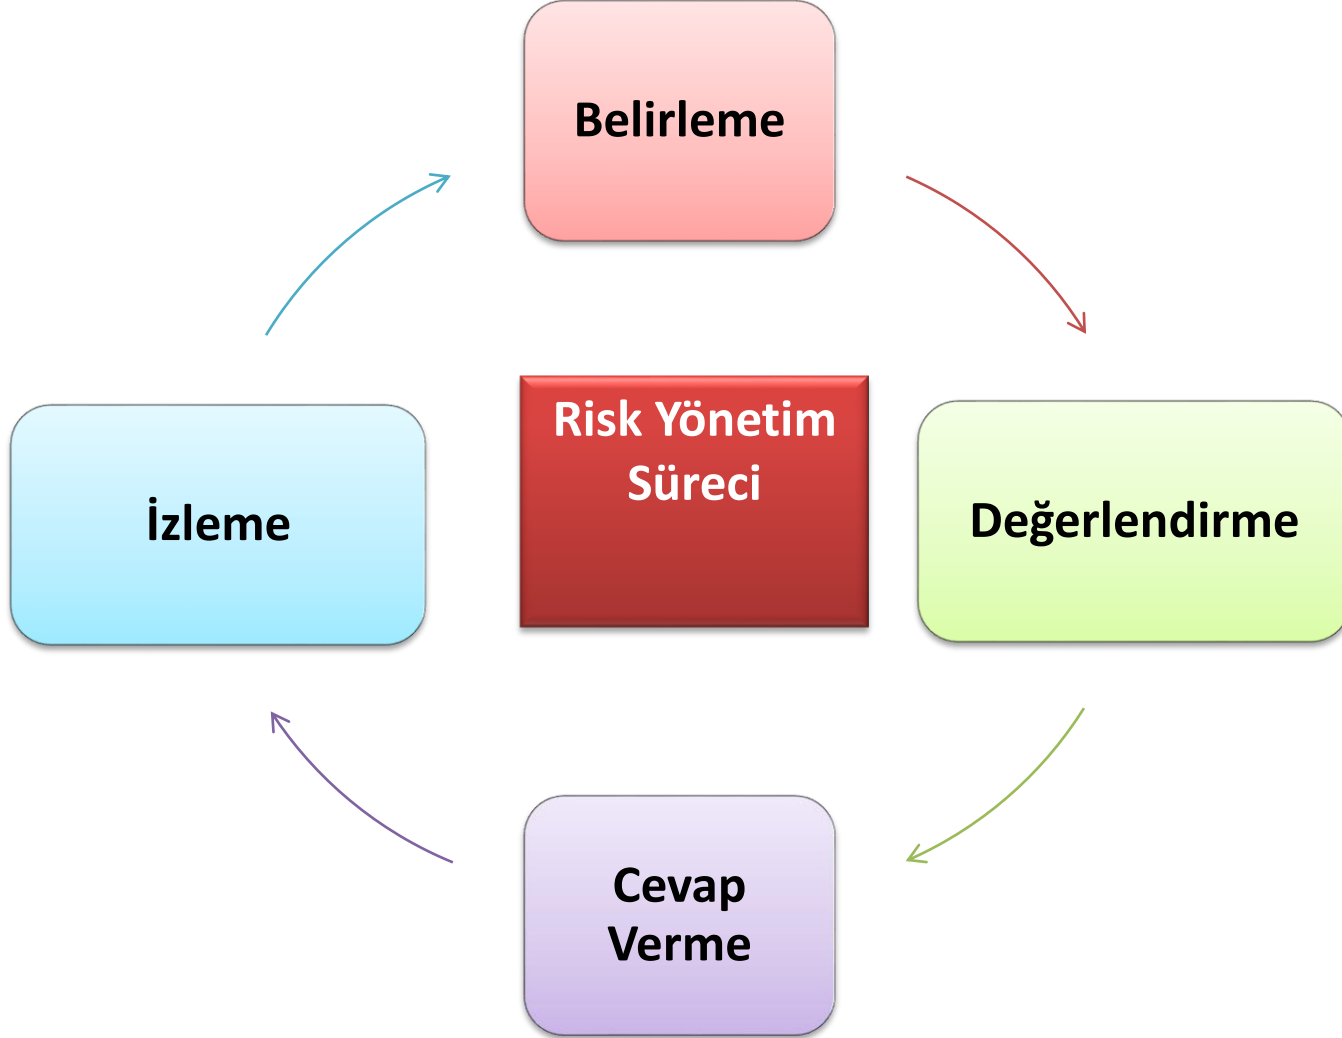 Belirleme
Risk Yönetim
Süreci
Değerlendirme
İzleme
Cevap
Verme